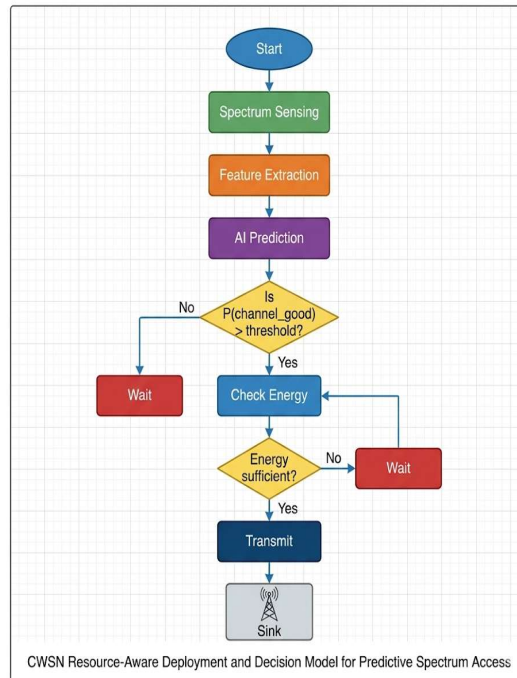 Start
Spectrum Sensing
Feature Extraction
AI Prediction
Is
P(channel_good)
> threshold?
No
Yes
Wait
Check Energy
Energy
sufficient?
No
Wait
Yes
Transmit
Sink
CWSN Resource-Aware Deployment and Decision Model for Predictive Spectrum Access